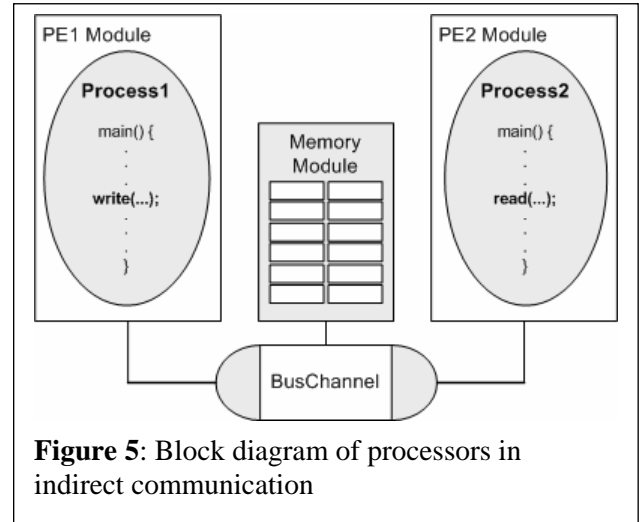 PE1 Module
Process1
main() {
.
.
.
write(...);
.
.
.
}
Memory
Module
PE2 Module
Process2
main() {
.
.
.
read(...);
.
.
.
}
BusChannel
Figure 5: Block diagram of processors in
indirect communication